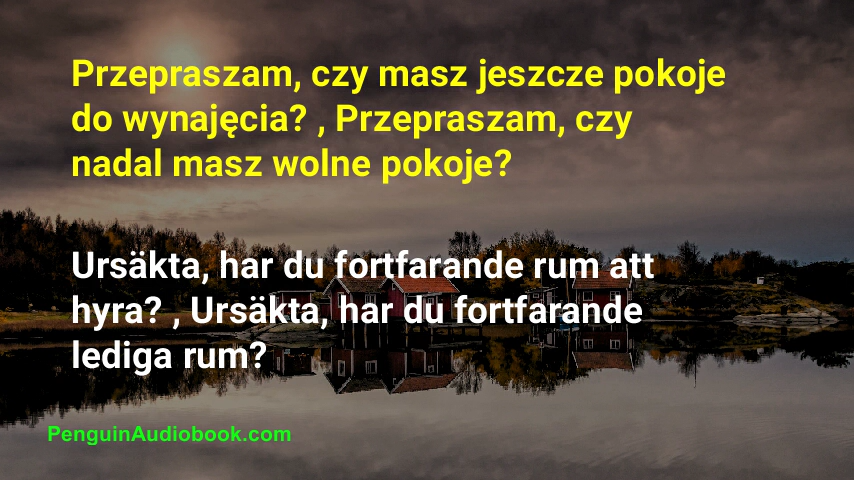 Przepraszam, czy masz jeszcze pokoje
do wynajęcia? , Przepraszam, czy
nadal masz wolne pokoje?
Ursäkta, har du fortfarande rum att
hyra? , Ursäkta, har du fortfarande
lediga rum?
PenguinAudiobook.com